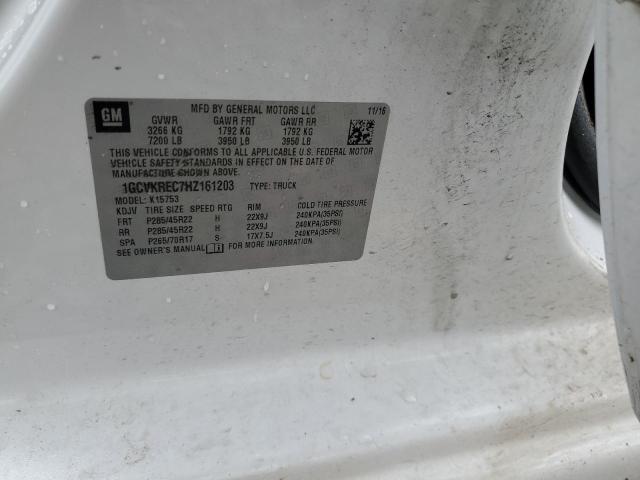 GM
MFD BY GENERAL MOTORS LLC 11/16
GVWR GAWR FRT GAWR RR
3266 KG 1792 KG 1792 KG
7200 LB 3950 LB 3950 LB
THIS VEHICLE CONFORMS TO ALL APPLICABLE U.S. FEDERAL MOTOR
VEHICLE SAFETY STANDARDS IN EFFECT ON THE DATE OF
MANUFACTURE SHOWN ABOVE.
1GCVKREC7HZ161203 TYPE: TRUCK
MODEL: K15753
KDJV TIRE SIZE SPEED RTG RIM COLD TIRE PRESSURE
FRT P285/45R22 H 22X9J 240KPA(35PSI)
RR P285/45R22 H 22X9J 240KPA(35PSI)
SPA P265/70R17 S 17X7.5J 240KPA(35PSI)
SEE OWNER'S MANUAL FOR MORE INFORMATION.